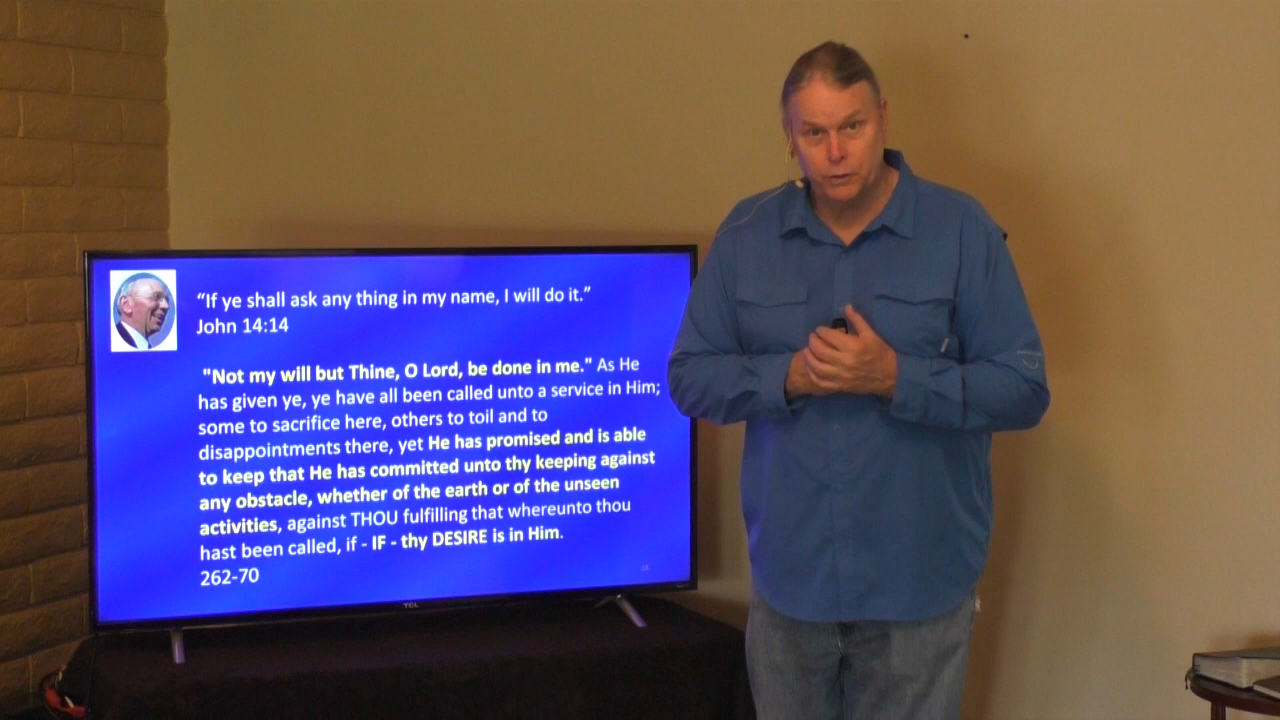 “If ye shall ask any thing in my name, I will do it.”
John 14:14
"Not my will but Thine, O Lord, be done in me." As He
has given ye, ye have all been called unto a service in Him;
some to sacrifice here, others to toil and to
disappointments there, yet He has promised and is able
to keep that He has committed unto thy keeping against
any obstacle, whether of the earth or of the unseen
activities, against THOU fulfilling that whereunto thou
hast been called, if - IF - thy DESIRE is in Him.
262-70
TCL